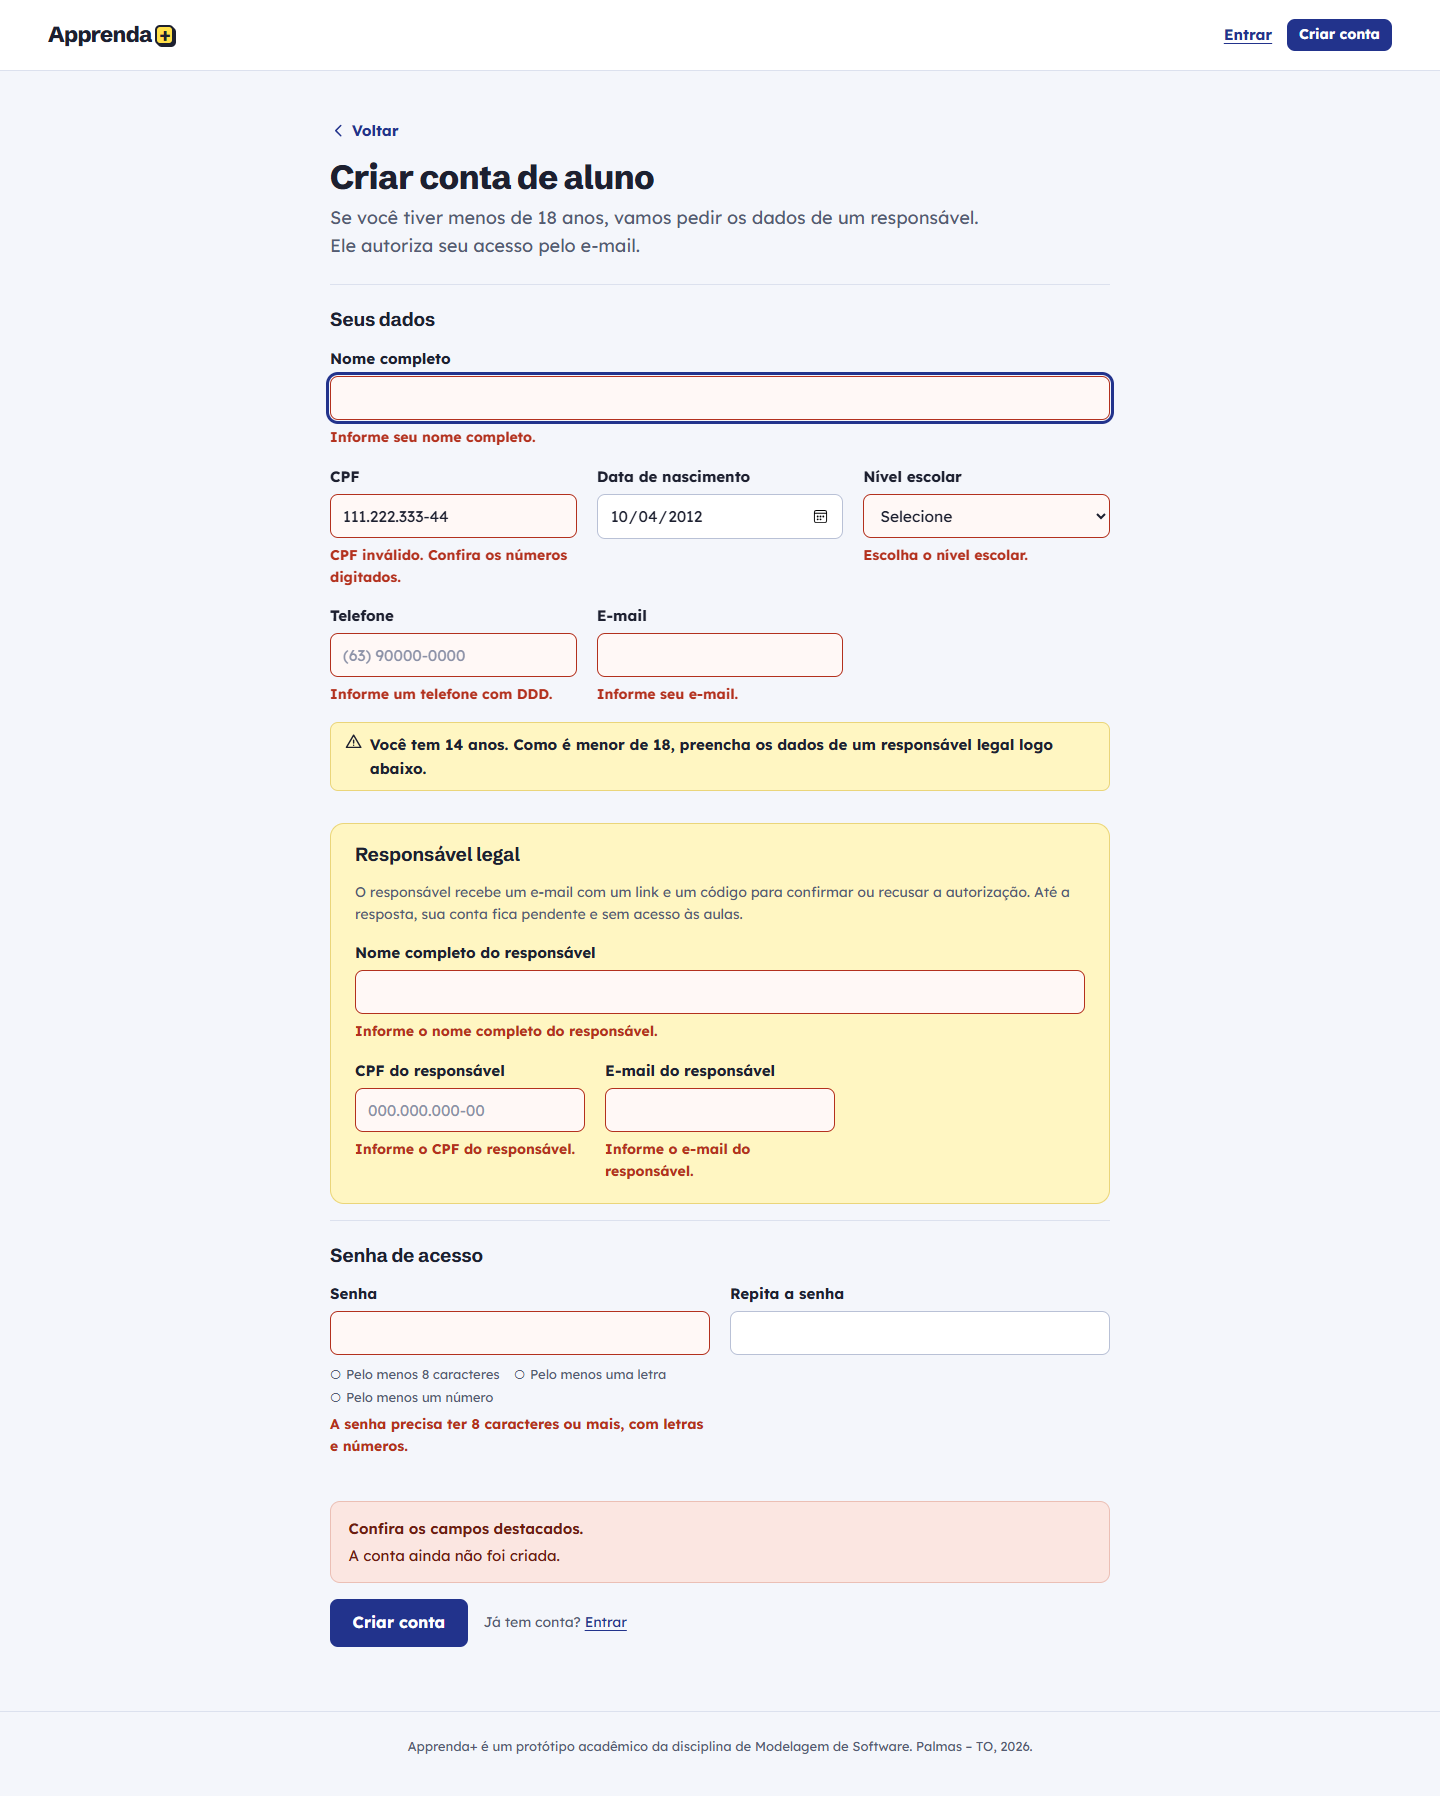 Apprenda+
Entrar
Criar conta
Voltar
Criar conta de aluno
Se você tiver menos de 18 anos, vamos pedir os dados de um responsável.
Ele autoriza seu acesso pelo e-mail.
Seus dados
Nome completo
Informe seu nome completo.
CPF
Data de nascimento
Nível escolar
111.222.333-44
10/04/2012
Selecione
CPF inválido. Confira os números
digitados.
Escolha o nível escolar.
Telefone
E-mail
(63) 90000-0000
Informe um telefone com DDD.
Informe seu e-mail.
Você tem 14 anos. Como é menor de 18, preencha os dados de um responsável legal logo
abaixo.
Responsável legal
O responsável recebe um e-mail com um link e um código para confirmar ou recusar a autorização. Até a
resposta, sua conta fica pendente e sem acesso às aulas.
Nome completo do responsável
Informe o nome completo do responsável.
CPF do responsável
E-mail do responsável
000.000.000-00
Informe o CPF do responsável.
Informe o e-mail do
responsável.
Senha de acesso
Senha
Repita a senha
Pelo menos 8 caracteres
Pelo menos uma letra
Pelo menos um número
A senha precisa ter 8 caracteres ou mais, com letras
e números.
Confira os campos destacados.
A conta ainda não foi criada.
Criar conta
Já tem conta? Entrar
Apprenda+ é um protótipo acadêmico da disciplina de Modelagem de Software. Palmas – TO, 2026.